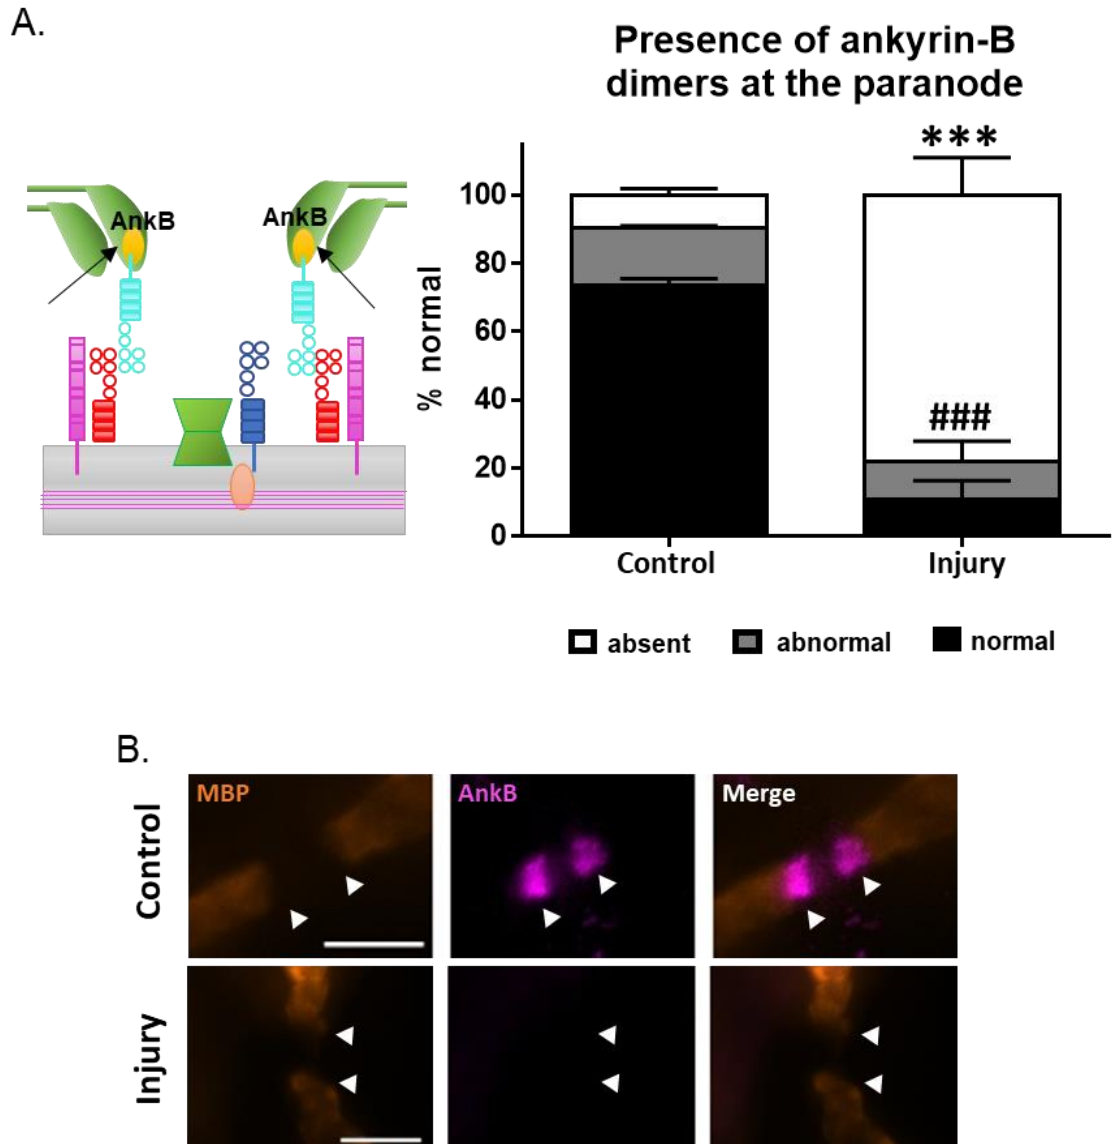 A.
Presence of ankyrin-B
dimers at the paranode
AnkB
AnkB
% normal
100
80
60
40
20
0
***
###
Control
Injury
absent
abnormal
normal
B.
Control
MBP
AnkB
Merge
Injury